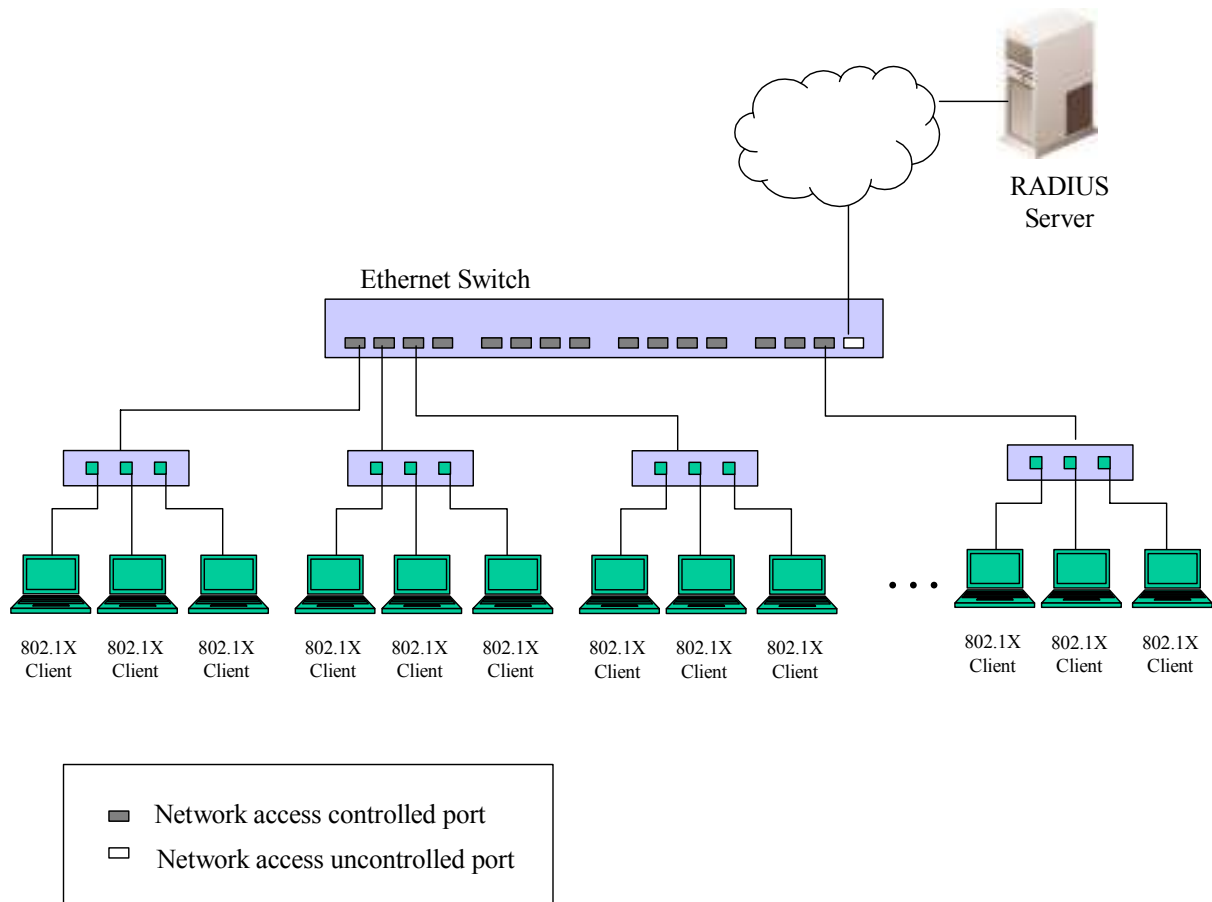 RADIUS
Server
Ethernet Switch
802.1X
Client
802.1X
Client
802.1X
Client
802.1X
Client
802.1X
Client
802.1X
Client
802.1X
Client
802.1X
Client
802.1X
Client
. . .
802.1X
Client
802.1X
Client
802.1X
Client
Network access controlled port
Network access uncontrolled port